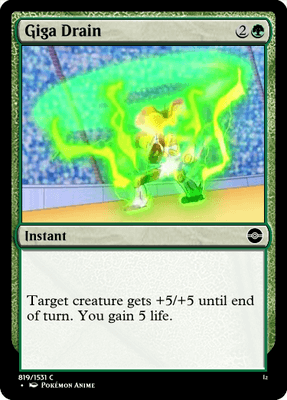 Giga Drain 2
Instant
Target creature gets +5/+5 until end
of turn. You gain 5 life.
819/1531 C
Pokémon Anime